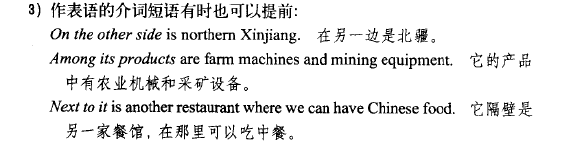 3）作表语的介词短语有时也可以提前：
On the other side is northern Xinjiang. 在另一边是北疆。
Among its products are farm machines and mining equipment. 它的产品
中有农业机械和采矿设备。
Next to it is another restaurant where we can have Chinese food. 它隔壁是
另一家餐馆，在那里可以吃中餐。